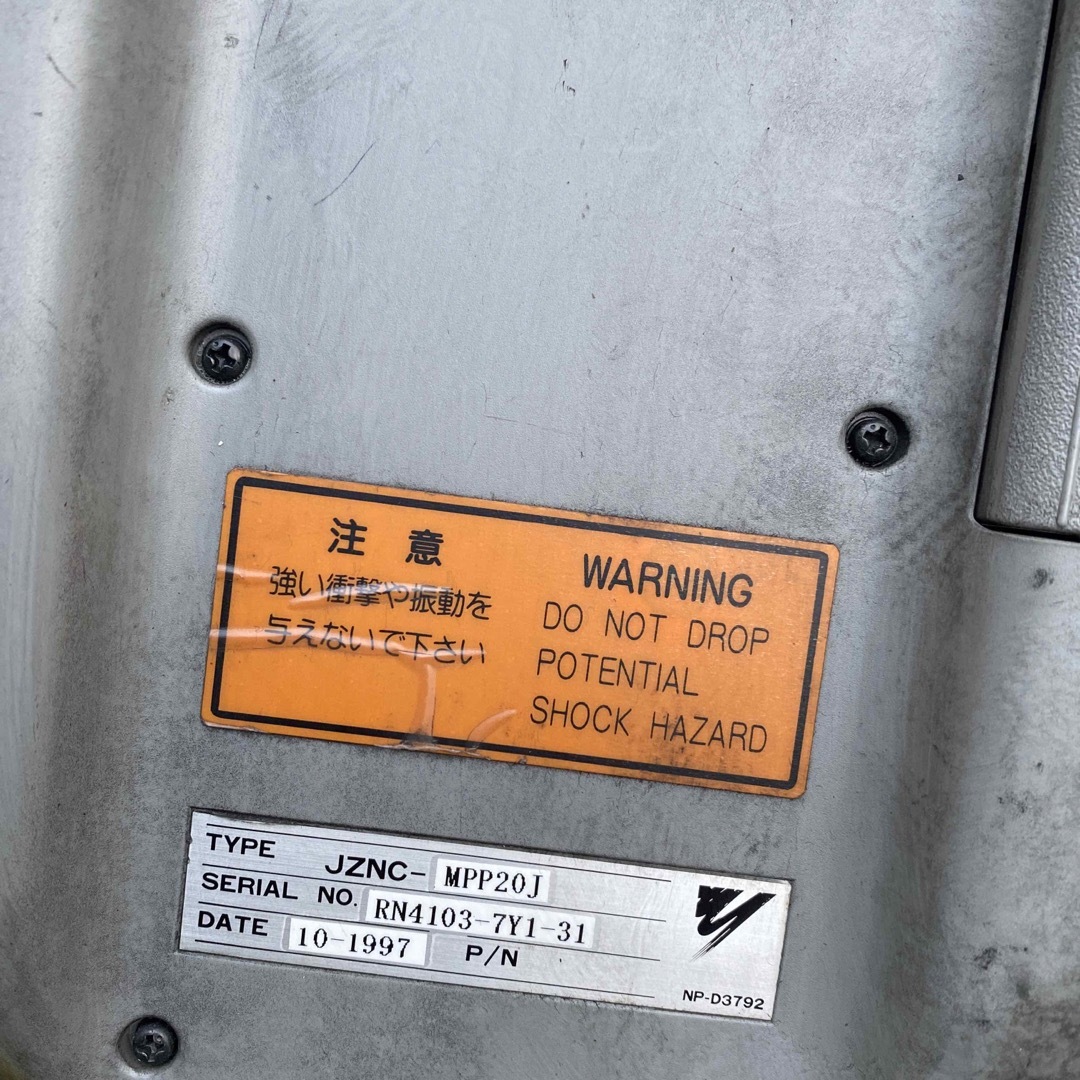 注 意
強い衝撃や振動を
与えないで下さい
WARNING
DO NOT DROP
POTENTIAL
SHOCK HAZARD
TYPE JZNC-MPP20J
SERIAL NO. RN4103-7Y1-31
DATE 10-1997 P/N
NP-D3792